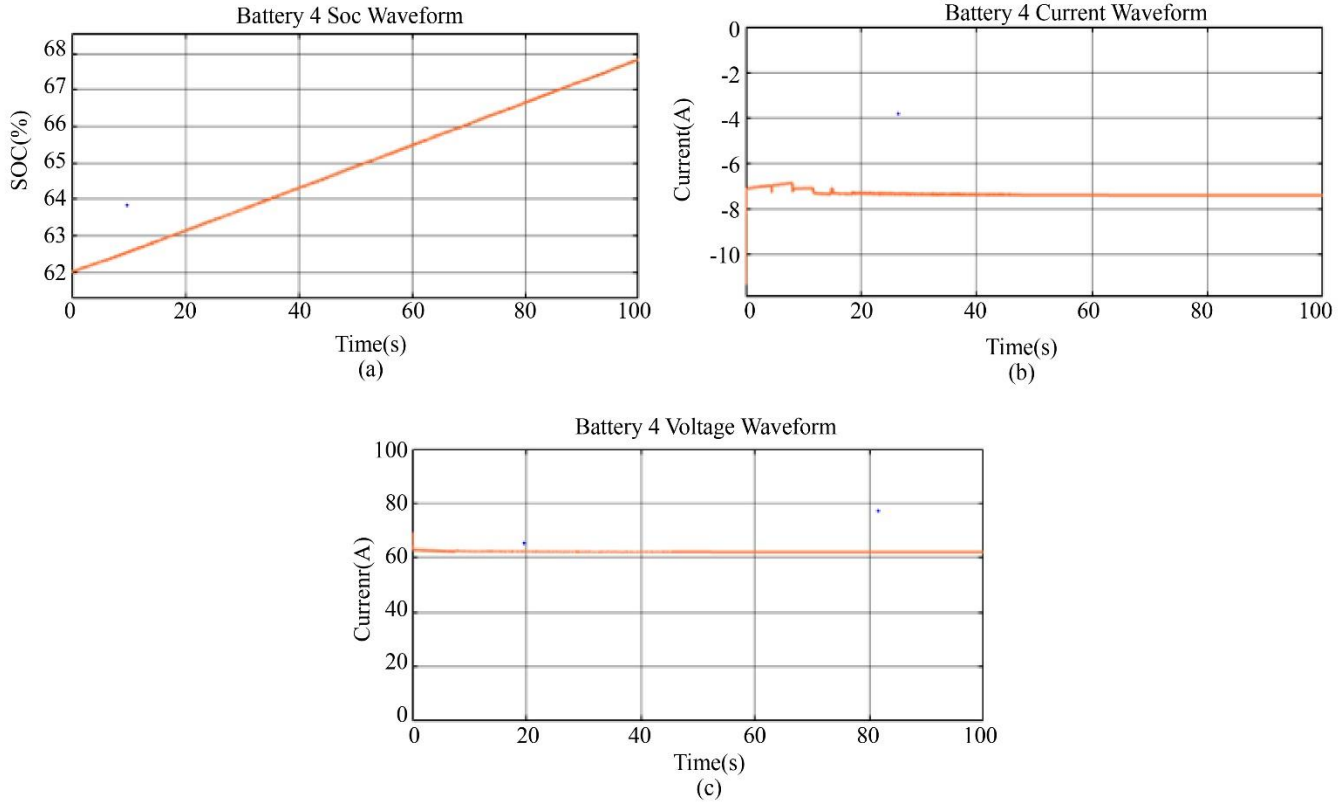 Battery 4 Soc Waveform
68
67
66
65
64
63
62
SOC(%)
0 20 40 60 80 100
Time(s)
(a)
Battery 4 Current Waveform
0
-2
-4
-6
-8
-10
Current(A)
0 20 40 60 80 100
Time(s)
(b)
Battery 4 Voltage Waveform
100
80
60
40
20
0
Currenr(A)
0 20 40 60 80 100
Time(s)
(c)